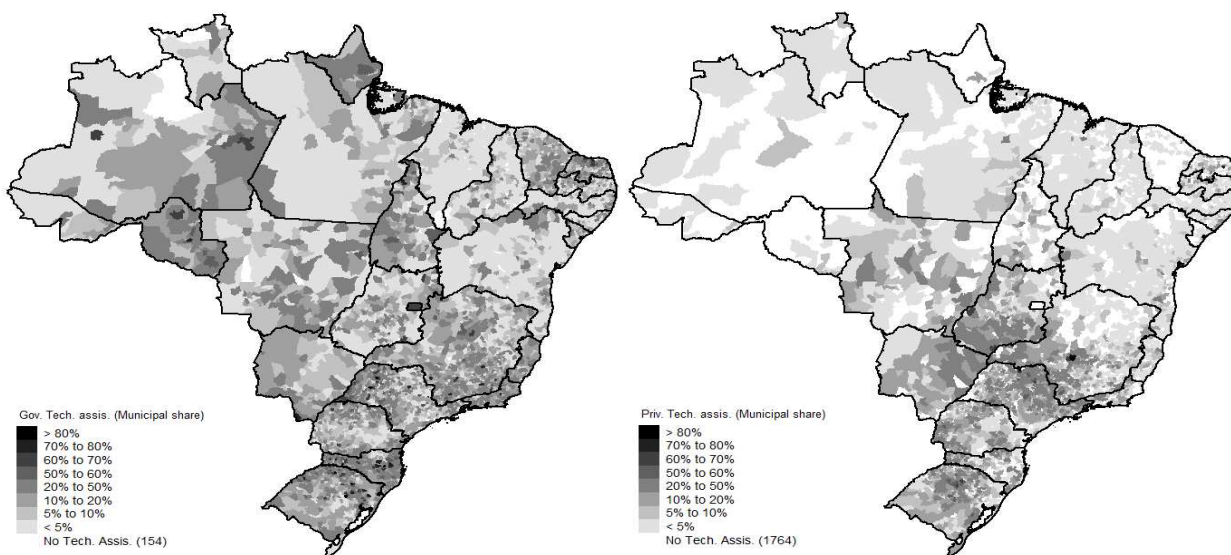 Gov. Tech. assis. (Municipal share)
> 80%
70% to 80%
60% to 70%
50% to 60%
20% to 50%
10% to 20%
5% to 10%
< 5%
No Tech. Assis. (154)
Priv. Tech. assis. (Municipal share)
> 80%
70% to 80%
60% to 70%
50% to 60%
20% to 50%
10% to 20%
5% to 10%
< 5%
No Tech. Assis. (1764)